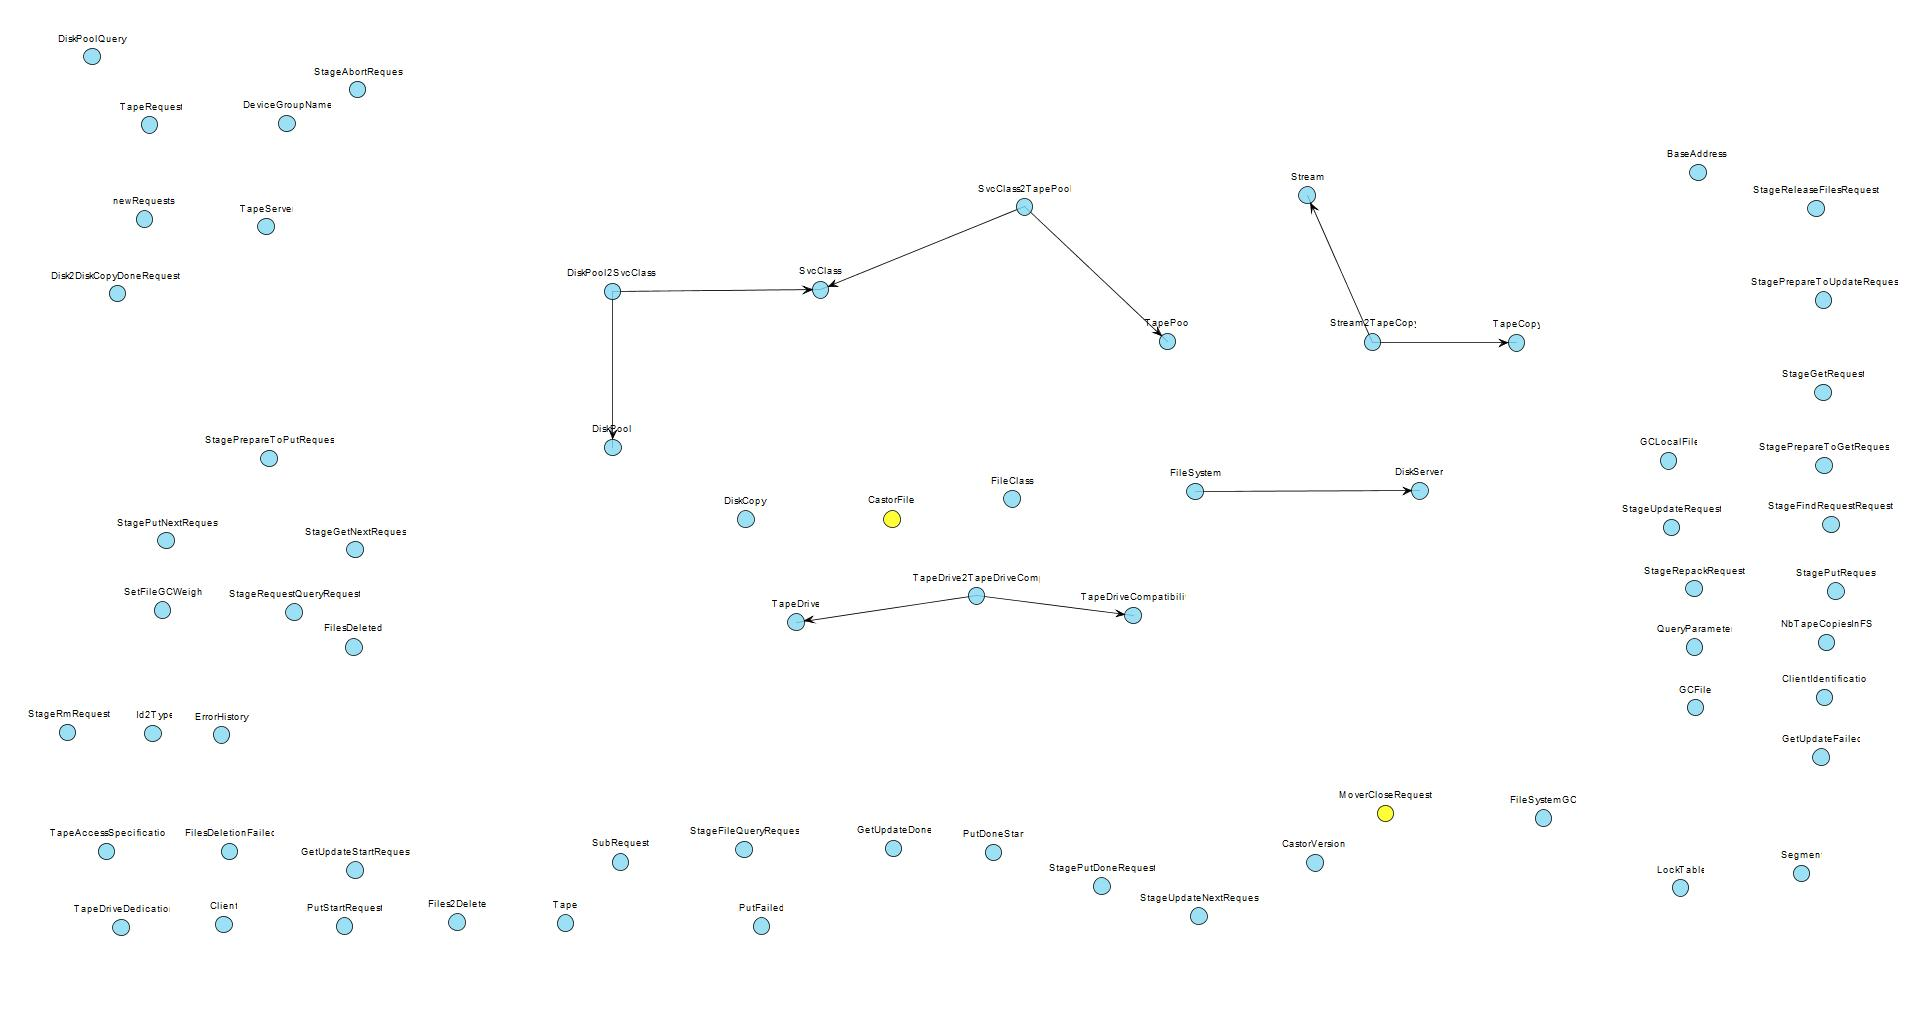 DiskPoolQuery
StageAbortReques
TapeRequest
DeviceGroupName
BaseAddress
Stream
SvcClass2TapePool
StageReleaseFilesRequest
newRequests
TapeServer
DiskPool2SvcClass
SvcClass
Disk2DiskCopyDoneRequest
StagePrepareToUpdateReques
TapePoo
Stream2TapeCopy
TapeCopy
StageGetRequest
DiskPool
StagePrepareToPutReques
GCLocalFile
StagePrepareToGetReques
FileSystem
DiskServer
FileClass
DiskCopy
CastorFile
StageUpdateRequest
StageFindRequestRequest
StagePutNextReques
StageGetNextReques
StageRepackRequest
StagePutReques
TapeDrive2TapeDriveComp
SetFileGCWeigh
StageRequestQueryRequest
TapeDrive
TapeDriveCompatibili
FilesDeleted
QueryParameter
NbTapeCopiesInFS
ClientIdentificatio
GCFile
StageRmRequest
Id2Type
ErrorHistory
GetUpdateFailed
MoverCloseRequest
FileSystemGC
TapeAccessSpecificatio
FilesDeletionFailed
StageFileQueryReques
GetUpdateDone
PutDoneStar
SubRequest
CastorVersion
GetUpdateStartReques
Segment
StagePutDoneRequest
LockTable
StageUpdateNextReques
TapeDriveDedicatio
Client
PutStartRequest
Files2Delete
Tape
PutFailed